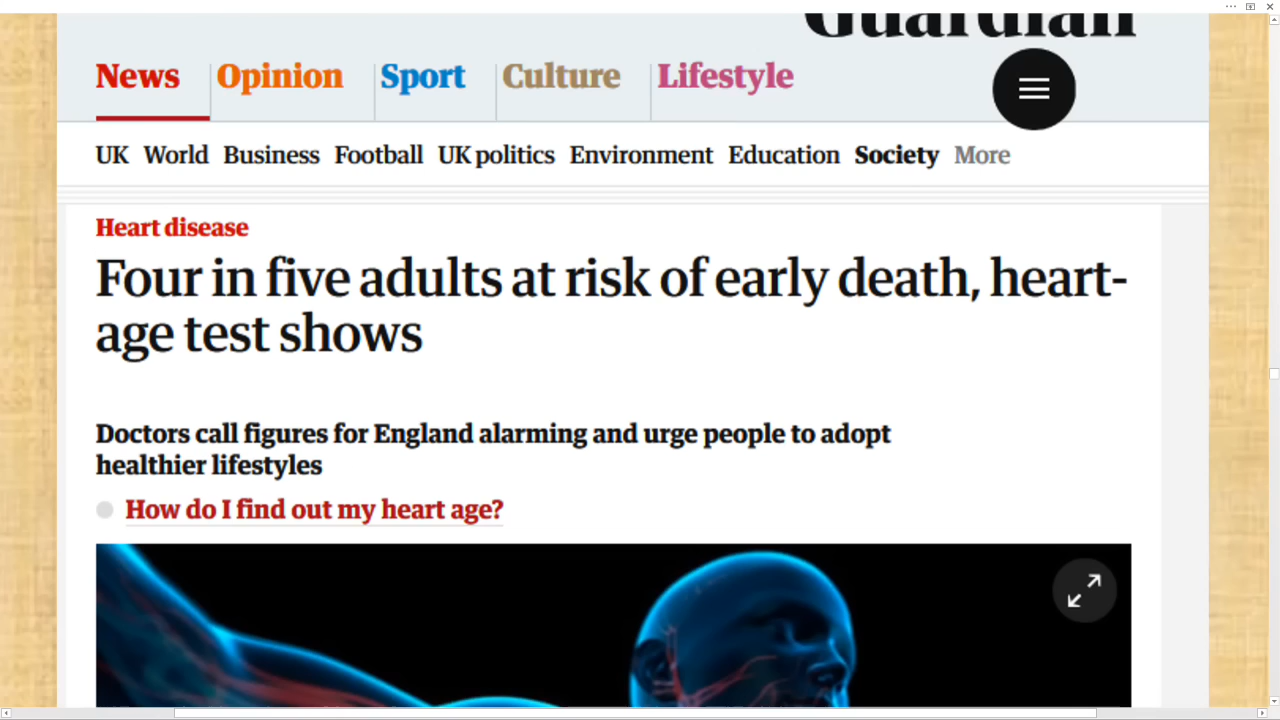 Guardian
News Opinion Sport Culture Lifestyle
UK World Business Football UK politics Environment Education Society More
Heart disease
Four in five adults at risk of early death, heart-
age test shows
Doctors call figures for England alarming and urge people to adopt
healthier lifestyles
How do I find out my heart age?